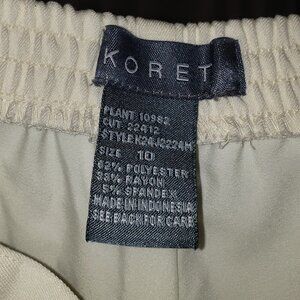 KORET
PLANT 10982
CUT: 22412
STYLE K24J2224M
SIZE 10
62% POLYESTER
33% RAYON
5% SPANDEX
MADE IN INDONESIA
SEE BACK FOR CARE